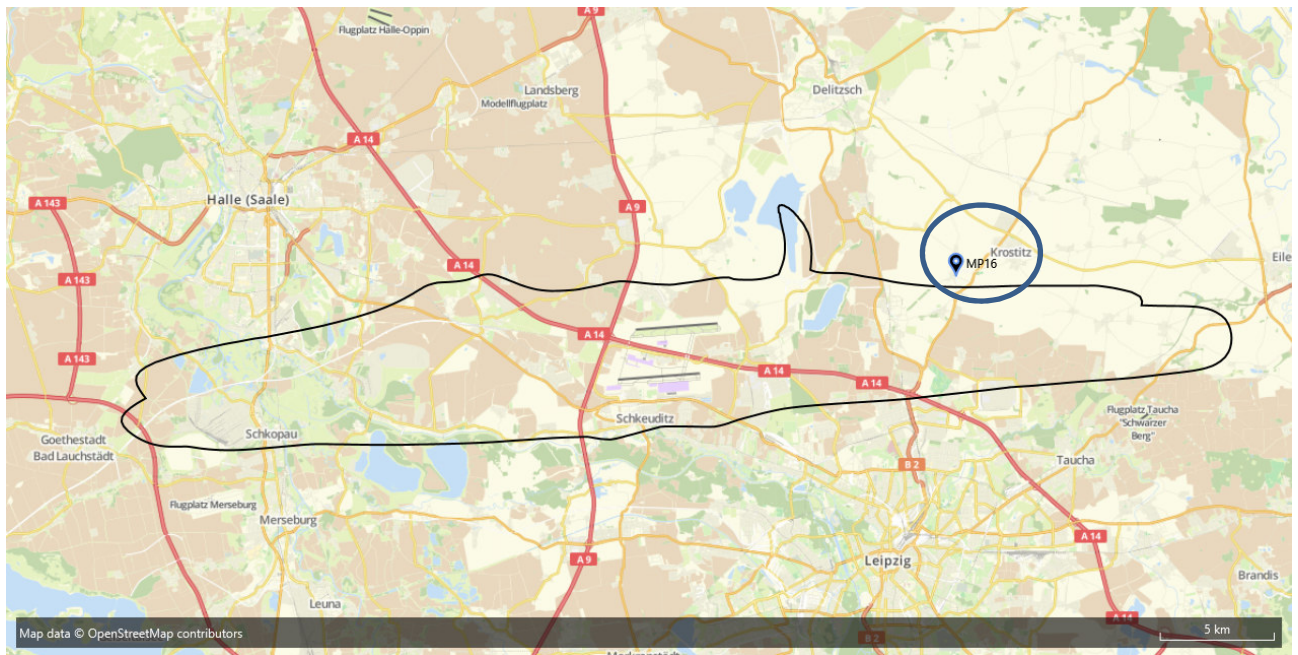 A 9
Flugplatz Halle-Oppin
Landsberg
Modellflugplatz
Delitzsch
A 14
Halle (Saale)
A 143
A 9
Krostitz
MP16
Eile
A 14
A 143
A 14
A 143
A 14
A 14
Schkeuditz
Flugplatz Taucha
"Schwarzer
Berg"
Goethestadt
Bad Lauchstädt
Schkopau
B 2
Taucha
Flugplatz Merseburg
Merseburg
A 14
A 9
Leipzig
Brandis
Leuna
A 14
Map data © OpenStreetMap contributors
5 km
B 2